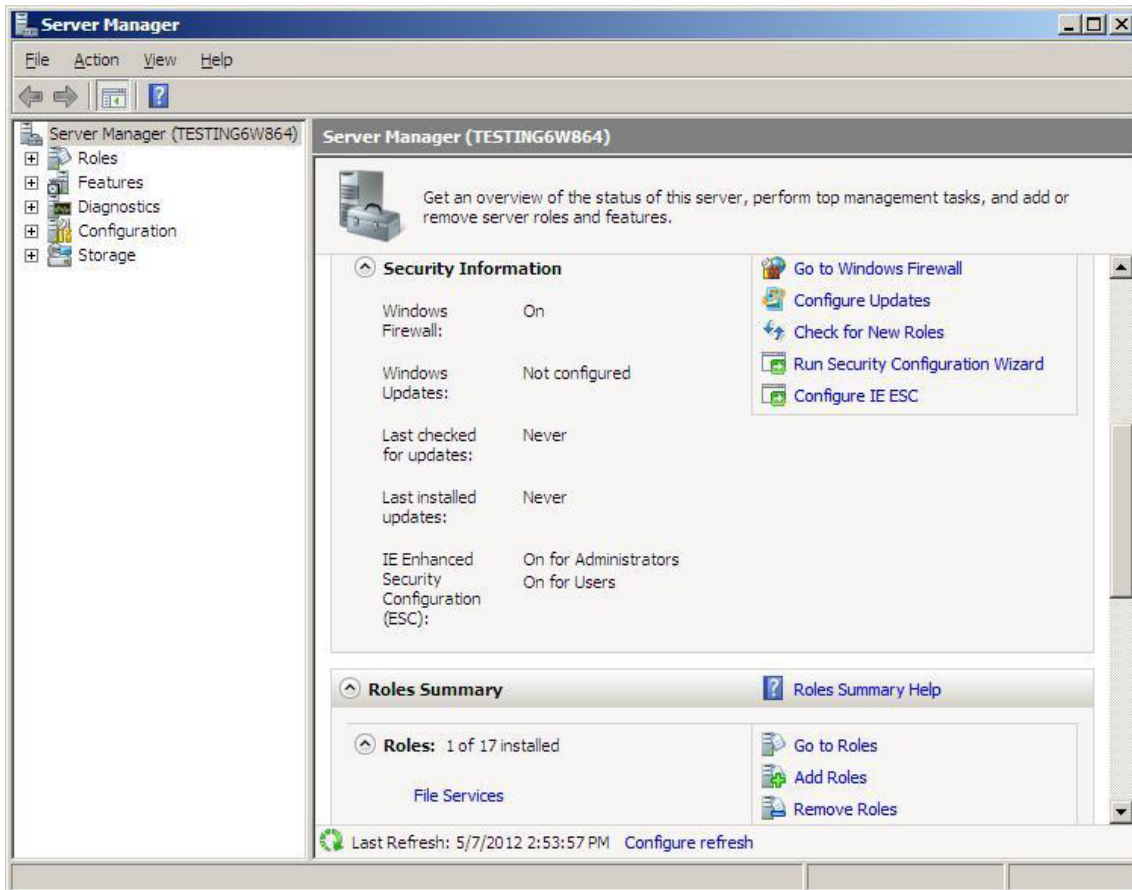 Server Manager
File Action View Help
Server Manager (TESTING6W864)
Roles
Features
Diagnostics
Configuration
Storage
Server Manager (TESTING6W864)
Get an overview of the status of this server, perform top management tasks, and add or
remove server roles and features.
Security Information
Windows
Firewall:
On
Windows
Updates:
Not configured
Last checked
for updates:
Never
Last installed
updates:
Never
IE Enhanced
Security
Configuration
(ESC):
On for Administrators
On for Users
Go to Windows Firewall
Configure Updates
Check for New Roles
Run Security Configuration Wizard
Configure IE ESC
Roles Summary
Roles Summary Help
Roles: 1 of 17 installed
File Services
Go to Roles
Add Roles
Remove Roles
Last Refresh: 5/7/2012 2:53:57 PM Configure refresh